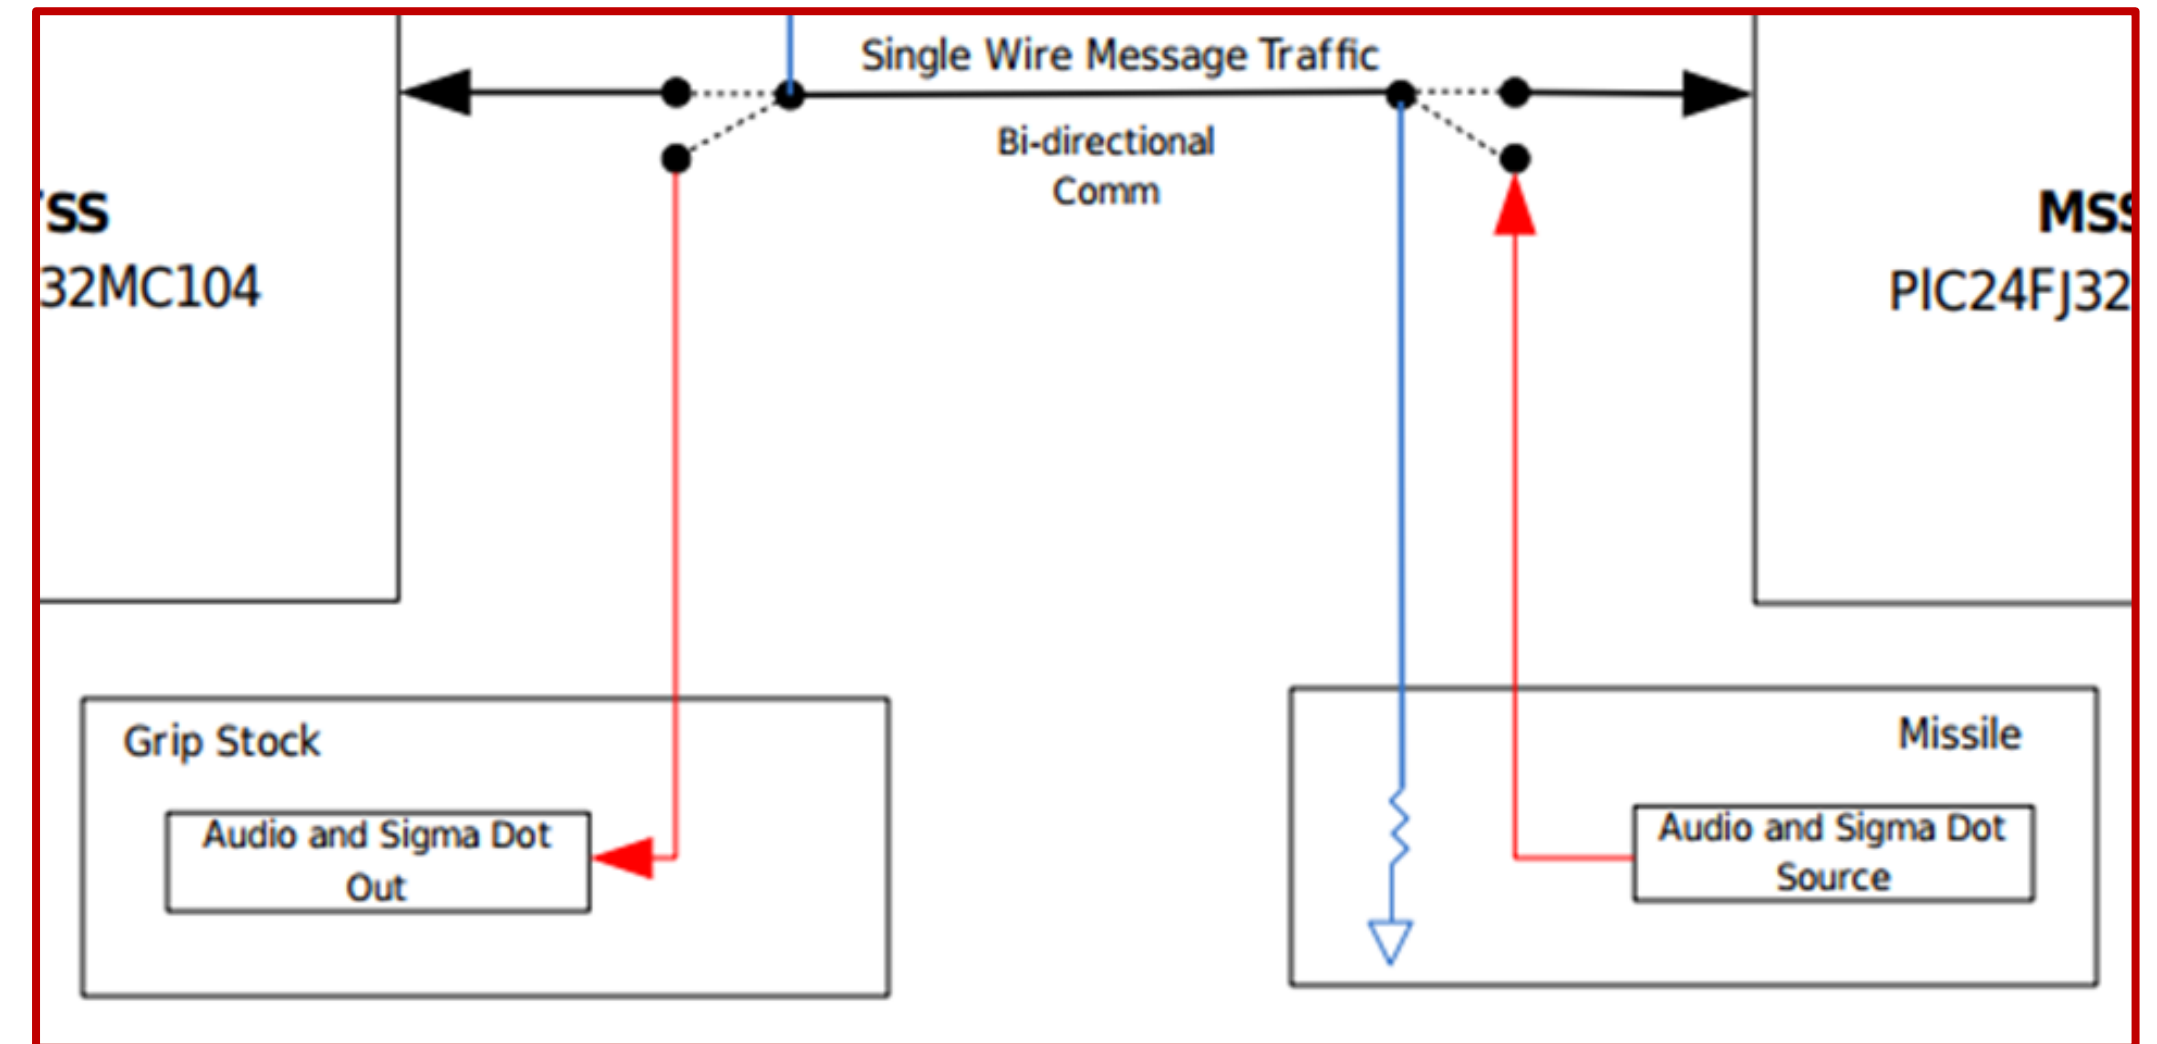 Single Wire Message Traffic
Bi-directional
Comm
SS
32MC104
MSS
PIC24FJ32
Grip Stock
Audio and Sigma Dot
Out
Missile
Audio and Sigma Dot
Source